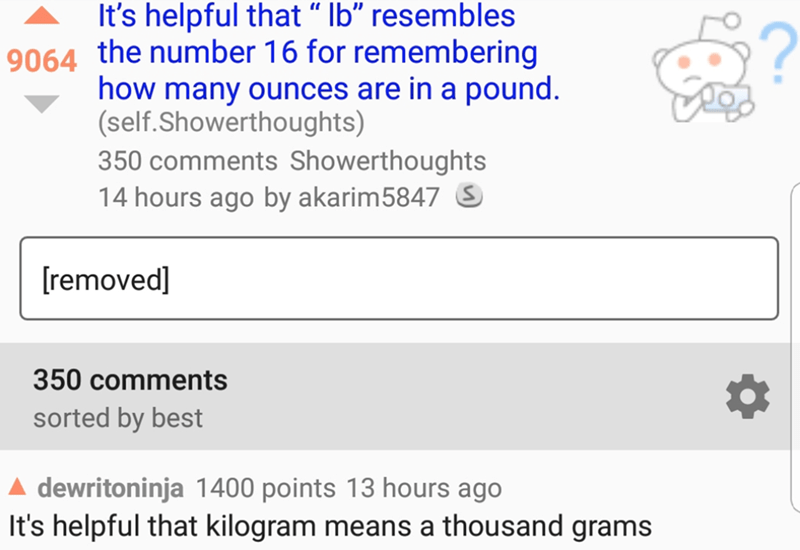 It’s helpful that “ lb” resembles
9064 the number 16 for remembering
how many ounces are in a pound.
(self.Showerthoughts)
350 comments Showerthoughts
14 hours ago by akarim5847 S
[removed]
350 comments
sorted by best
dewritoninja 1400 points 13 hours ago
It's helpful that kilogram means a thousand grams